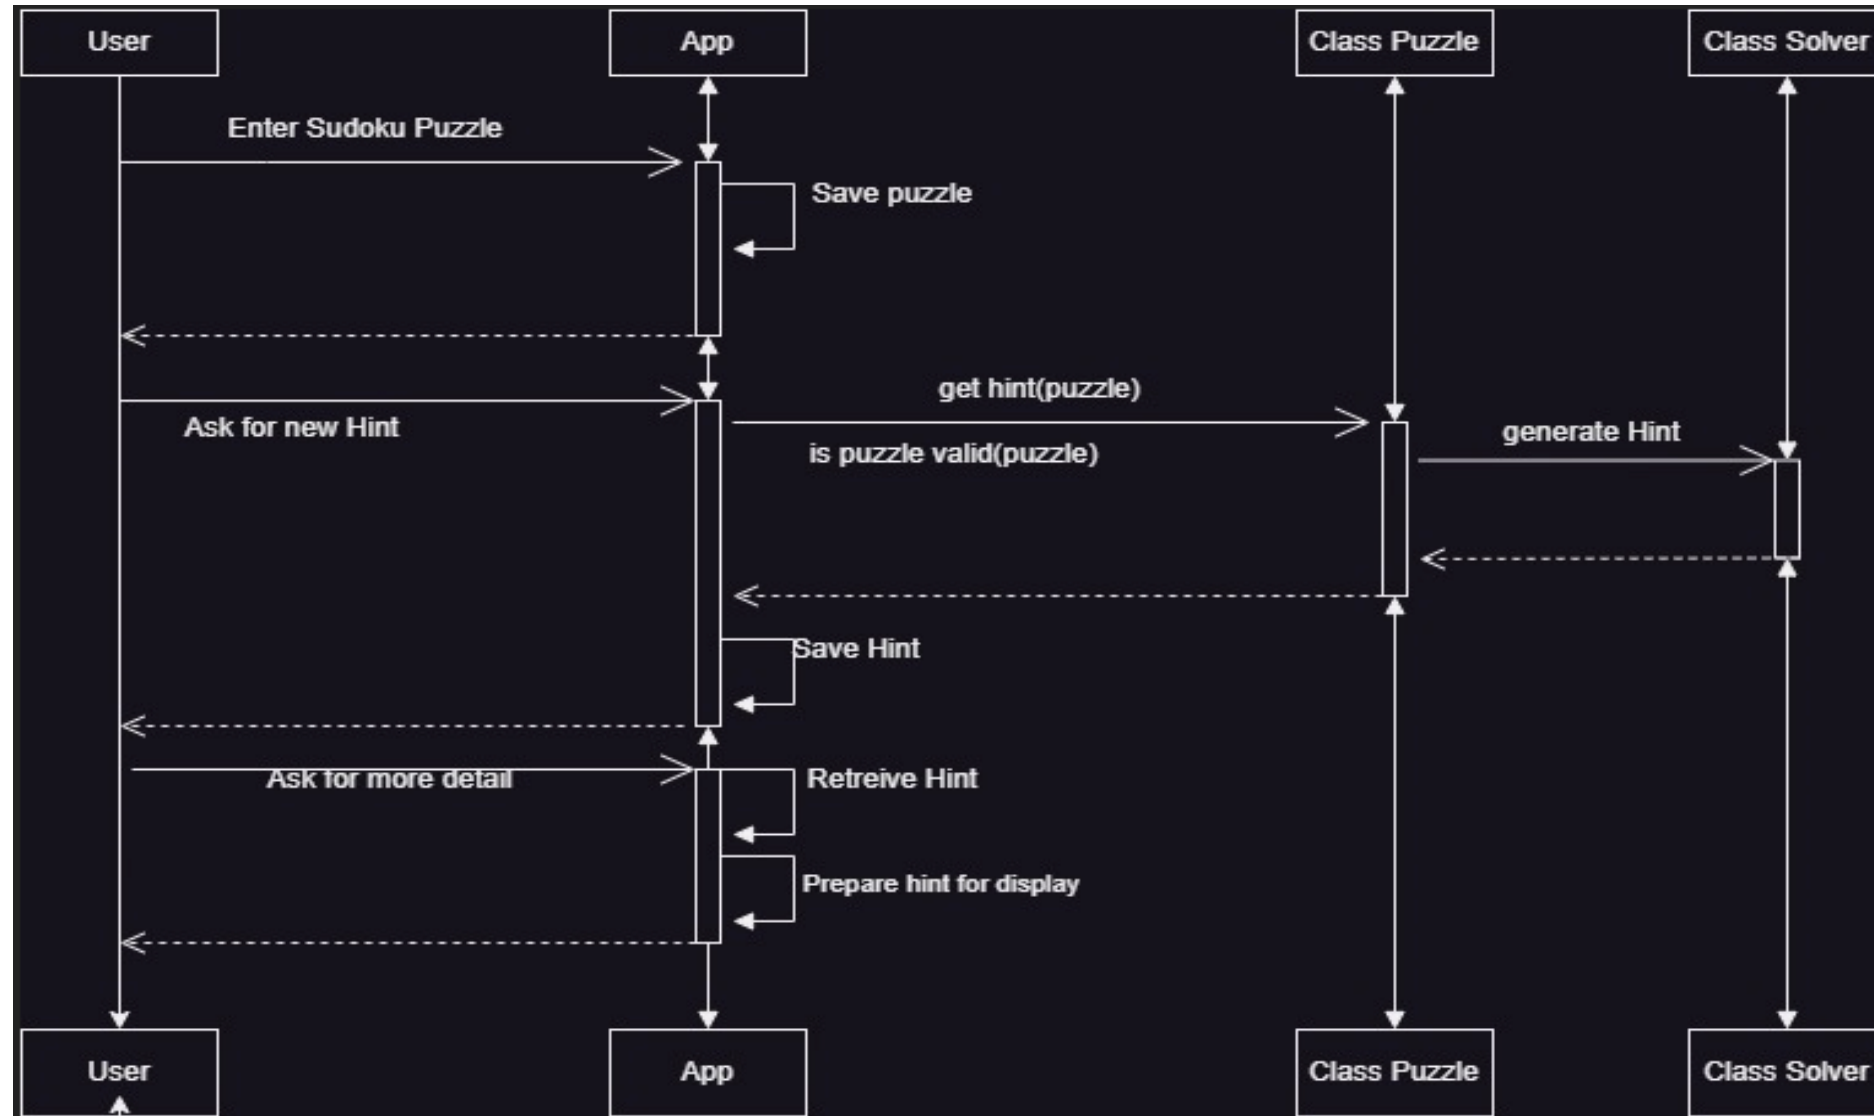 User
App
Class Puzzle
Class Solver
Enter Sudoku Puzzle
Save puzzle
get hint(puzzle)
Ask for new Hint
is puzzle valid(puzzle)
generate Hint
Save Hint
Ask for more detail
Retreive Hint
Prepare hint for display
User
App
Class Puzzle
Class Solver